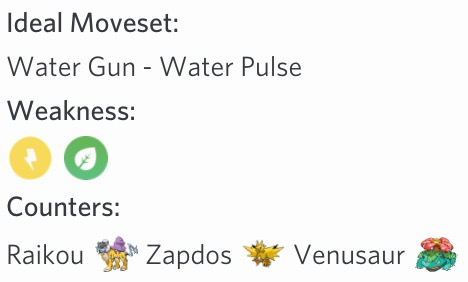 Ideal Moveset:
Water Gun - Water Pulse
Weakness:
Counters:
Raikou Zapdos Venusaur